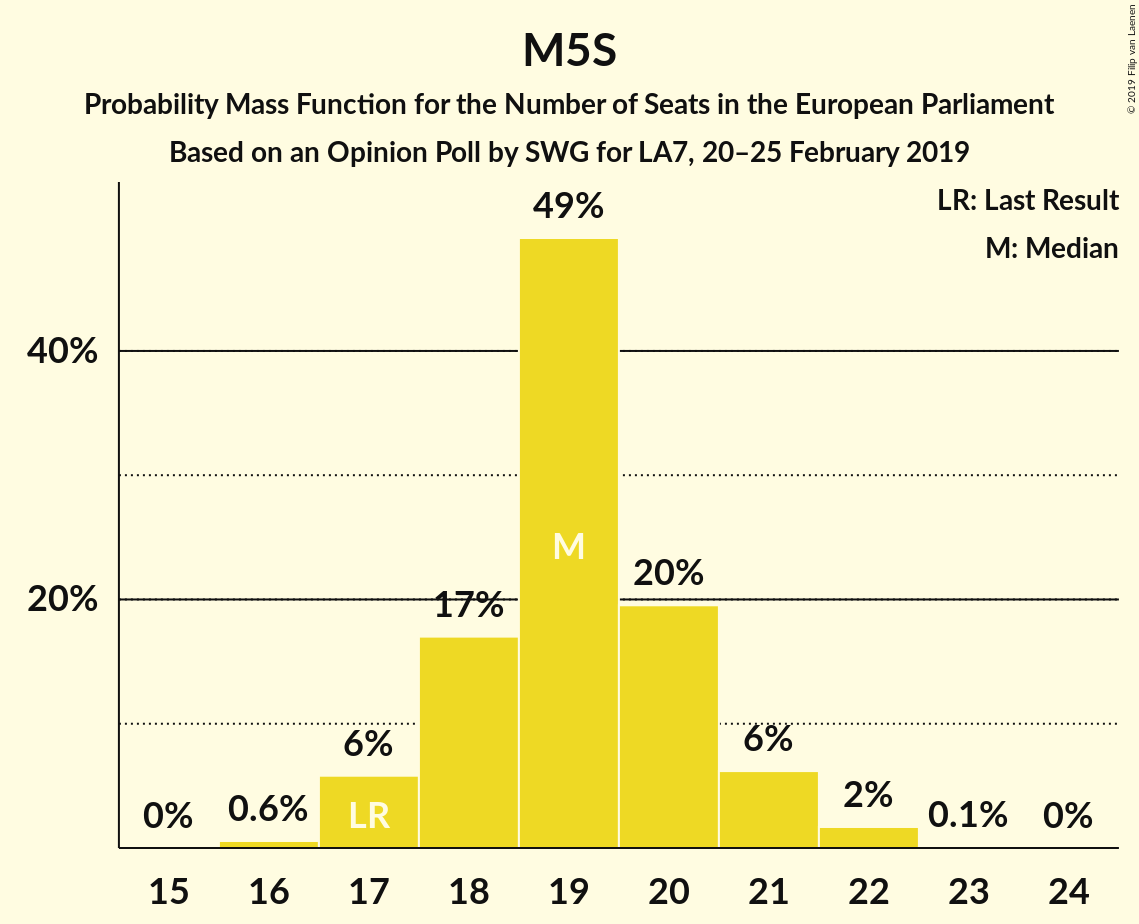 M5S
Probability Mass Function for the Number of Seats in the European Parliament
Based on an Opinion Poll by SWG for LA7, 20–25 February 2019
© 2019 Filip van Laenen
LR: Last Result
M: Median
49%
40%
M
20%
20%
17%
6%
6%
2%
0%
0.6%
LR
0.1%
0%
15 16 17 18 19 20 21 22 23 24